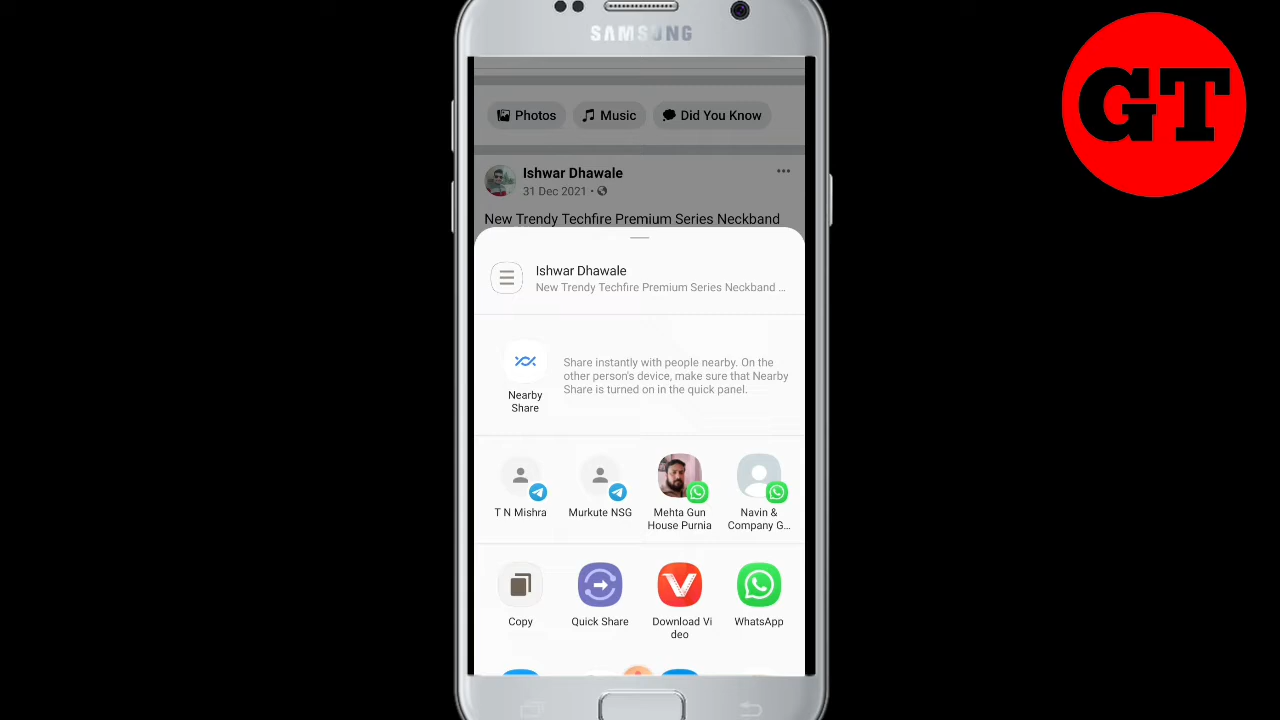 SAMSUNG
GT
Photos
Music
Did You Know
Ishwar Dhawale
31 Dec 2021 •
New Trendy Techfire Premium Series Neckband
Ishwar Dhawale
New Trendy Techfire Premium Series Neckband ...
Share instantly with people nearby. On the
other person's device, make sure that Nearby
Share is turned on in the quick panel.
Nearby
Share
T N Mishra
Murkute NSG
Mehta Gun
House Purnia
Navin &
Company G...
Copy
Quick Share
Download Vi
deo
WhatsApp